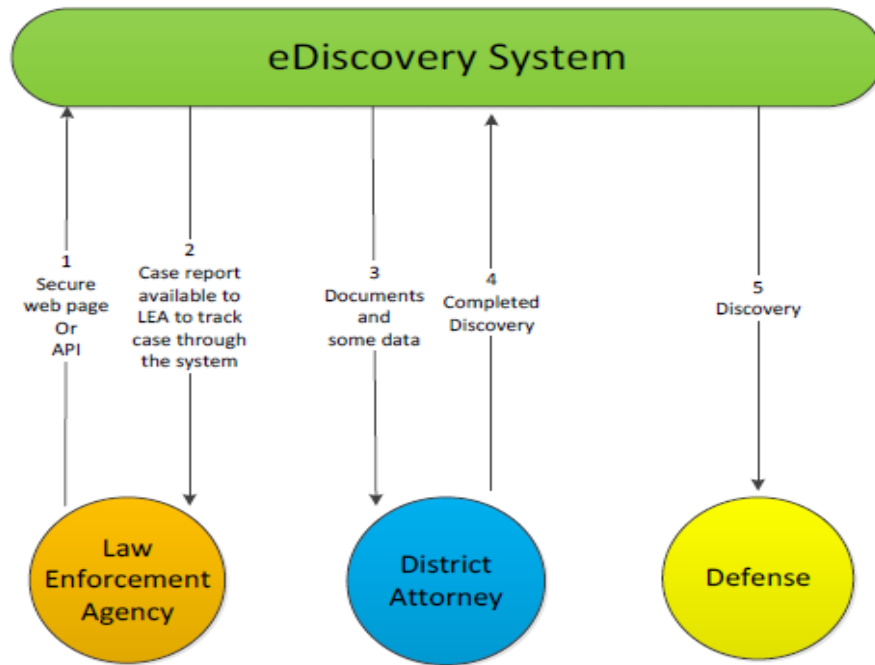 eDiscovery System
1
Secure
web page
Or
API
2
Case report
available to
LEA to track
case through
the system
3
Documents
and
some data
4
Completed
Discovery
5
Discovery
Law
Enforcement
Agency
District
Attorney
Defense